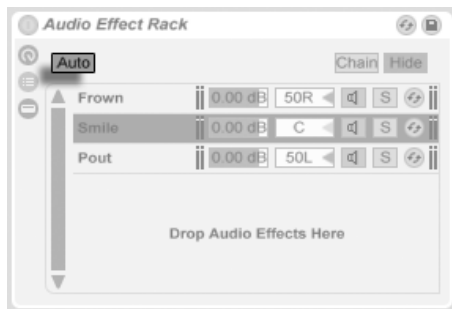 Audio Effect Rack
Auto Chain Hide
Frown 0.00 dB 50R S
Smile 0.00 dB C S
Pout 0.00 dB 50L S
Drop Audio Effects Here